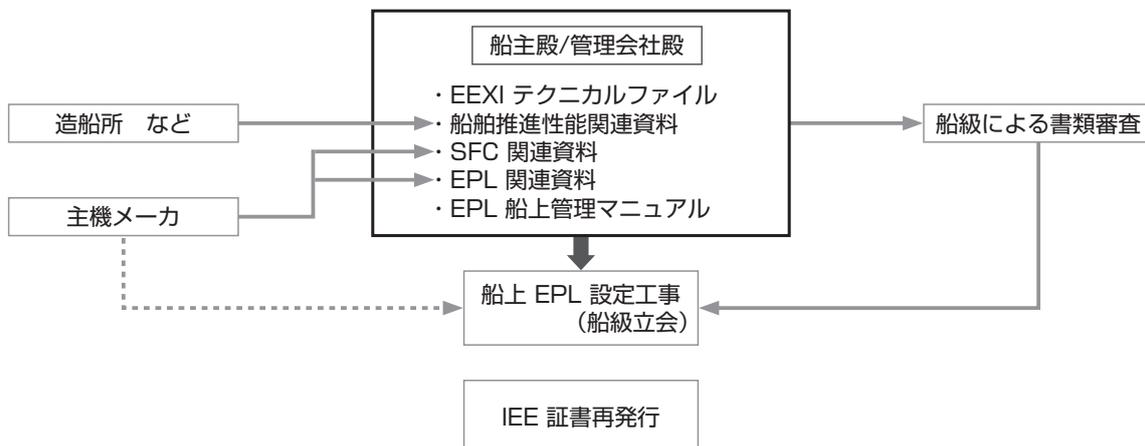 船主殿/管理会社殿
・EEXI テクニカルファイル
・船舶推進性能関連資料
・SFC 関連資料
・EPL 関連資料
・EPL 船上管理マニュアル
造船所　など
主機メーカ
船級による書類審査
船上 EPL 設定工事
（船級立会）
IEE 証書再発行